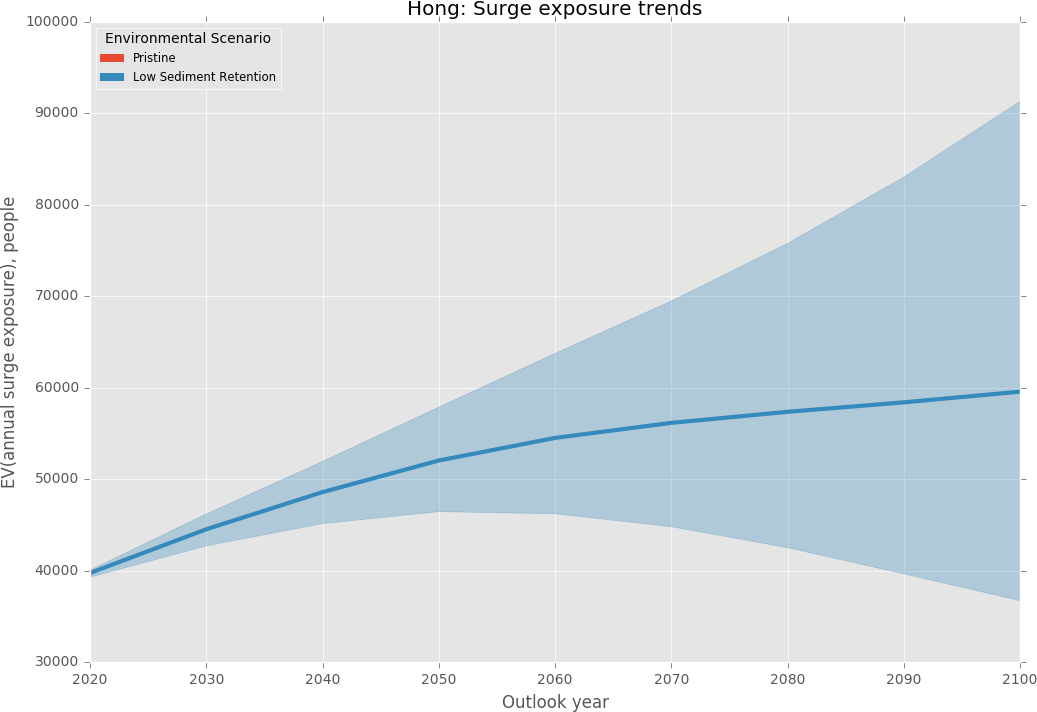 Hong: Surge exposure trends
EV(annual surge exposure), people
100000
90000
80000
70000
60000
50000
40000
30000
Environmental Scenario
Pristine
Low Sediment Retention
2020 2030 2040 2050 2060 2070 2080 2090 2100
Outlook year